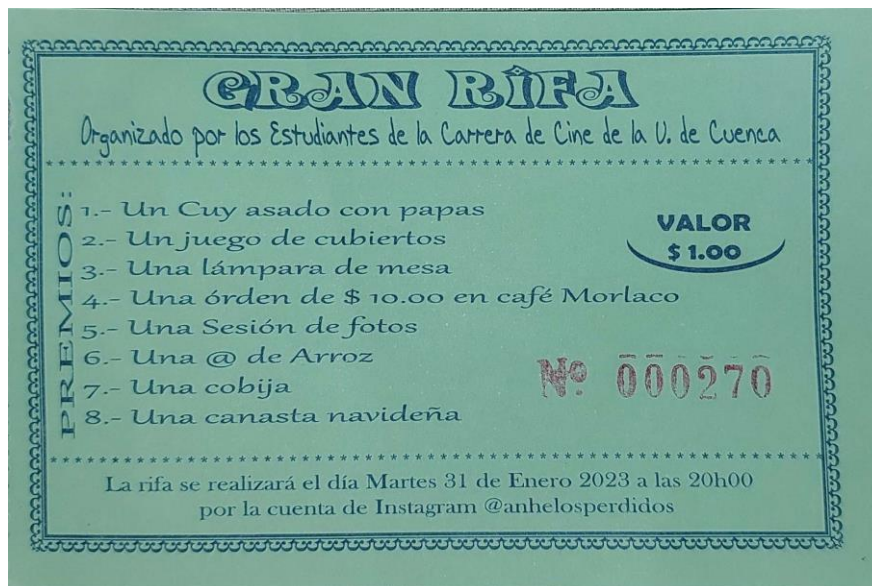 GRAN RÎFA
Organizado por los Estudiantes de la Carrera de Cine de la U. de Cuenca
PREMIOS:
1.- Un Cuy asado con papas
2.- Un juego de cubiertos
3.- Una lámpara de mesa
4.- Una órden de $ 10.00 en café Morlaco
5.- Una Sesión de fotos
6.- Una @ de Arroz
7.- Una cobija
8.- Una canasta navideña
VALOR
$ 1.00
Nº 000270
La rifa se realizará el día Martes 31 de Enero 2023 a las 20h00
por la cuenta de Instagram @anhelosperdidos